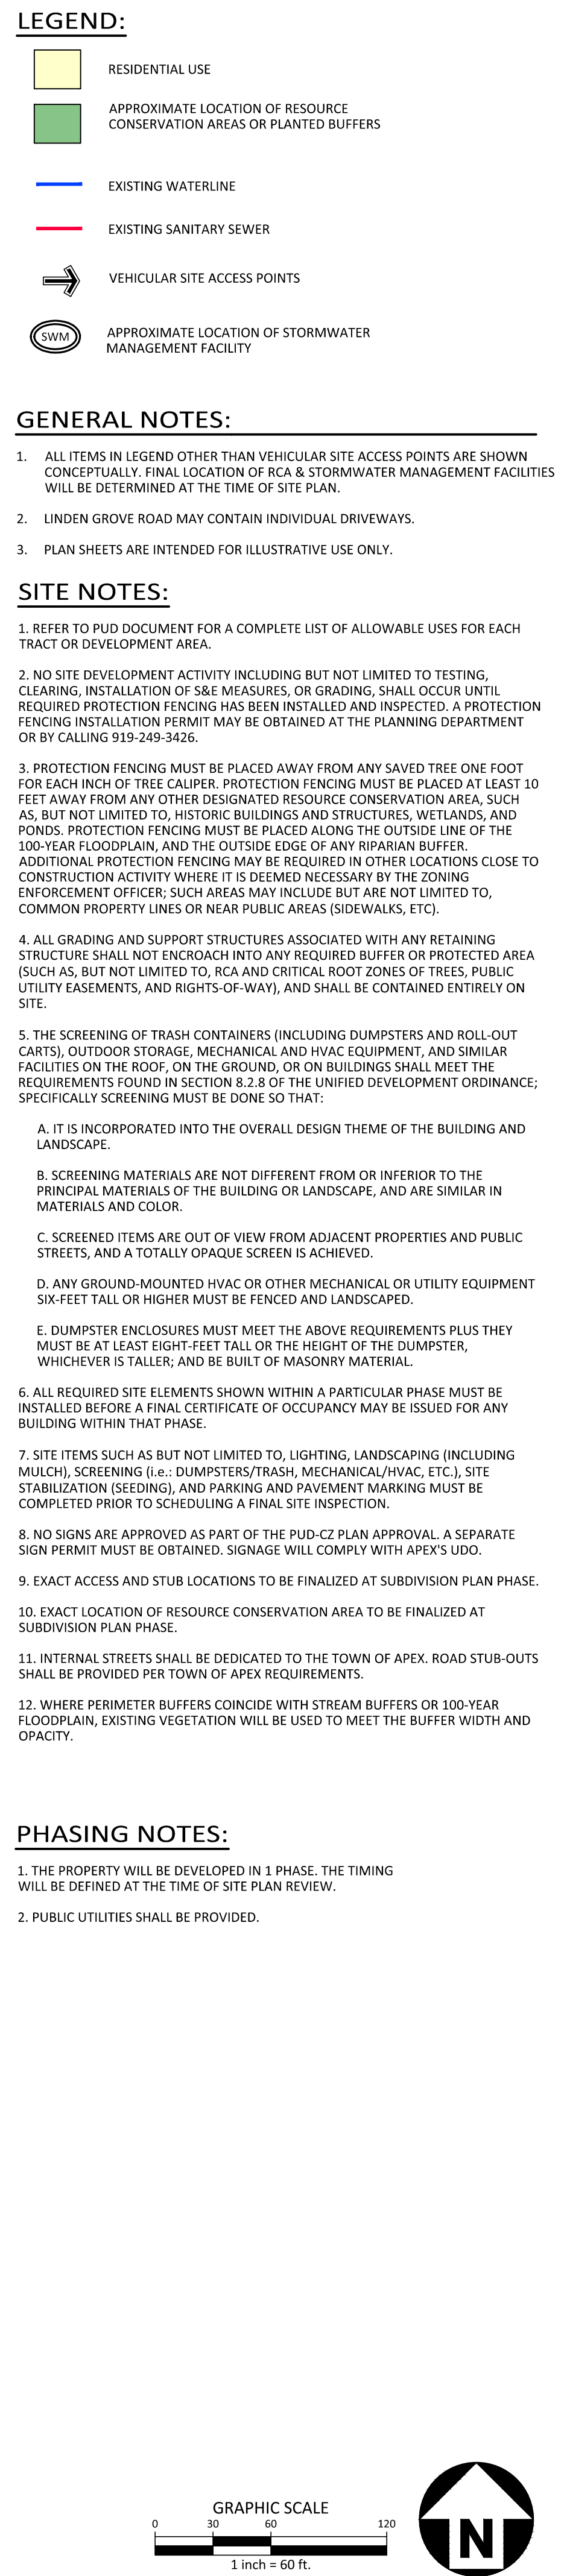 LEGEND:
RESIDENTIAL USE
APPROXIMATE LOCATION OF RESOURCE
CONSERVATION AREAS OR PLANTED BUFFERS
EXISTING WATERLINE
EXISTING SANITARY SEWER
VEHICULAR SITE ACCESS POINTS
SWM
APPROXIMATE LOCATION OF STORMWATER
MANAGEMENT FACILITY
GENERAL NOTES:
1. ALL ITEMS IN LEGEND OTHER THAN VEHICULAR SITE ACCESS POINTS ARE SHOWN
CONCEPTUALLY. FINAL LOCATION OF RCA & STORMWATER MANAGEMENT FACILITIES
WILL BE DETERMINED AT THE TIME OF SITE PLAN.
2. LINDEN GROVE ROAD MAY CONTAIN INDIVIDUAL DRIVEWAYS.
3. PLAN SHEETS ARE INTENDED FOR ILLUSTRATIVE USE ONLY.
SITE NOTES:
1. REFER TO PUD DOCUMENT FOR A COMPLETE LIST OF ALLOWABLE USES FOR EACH
TRACT OR DEVELOPMENT AREA.
2. NO SITE DEVELOPMENT ACTIVITY INCLUDING BUT NOT LIMITED TO TESTING,
CLEARING, INSTALLATION OF S&E MEASURES, OR GRADING, SHALL OCCUR UNTIL
REQUIRED PROTECTION FENCING HAS BEEN INSTALLED AND INSPECTED. A PROTECTION
FENCING INSTALLATION PERMIT MAY BE OBTAINED AT THE PLANNING DEPARTMENT
OR BY CALLING 919-249-3426.
3. PROTECTION FENCING MUST BE PLACED AWAY FROM ANY SAVED TREE ONE FOOT
FOR EACH INCH OF TREE CALIPER. PROTECTION FENCING MUST BE PLACED AT LEAST 10
FEET AWAY FROM ANY OTHER DESIGNATED RESOURCE CONSERVATION AREA, SUCH
AS, BUT NOT LIMITED TO, HISTORIC BUILDINGS AND STRUCTURES, WETLANDS, AND
PONDS. PROTECTION FENCING MUST BE PLACED ALONG THE OUTSIDE LINE OF THE
100-YEAR FLOODPLAIN, AND THE OUTSIDE EDGE OF ANY RIPARIAN BUFFER.
ADDITIONAL PROTECTION FENCING MAY BE REQUIRED IN OTHER LOCATIONS CLOSE TO
CONSTRUCTION ACTIVITY WHERE IT IS DEEMED NECESSARY BY THE ZONING
ENFORCEMENT OFFICER; SUCH AREAS MAY INCLUDE BUT ARE NOT LIMITED TO,
COMMON PROPERTY LINES OR NEAR PUBLIC AREAS (SIDEWALKS, ETC).
4. ALL GRADING AND SUPPORT STRUCTURES ASSOCIATED WITH ANY RETAINING
STRUCTURE SHALL NOT ENCROACH INTO ANY REQUIRED BUFFER OR PROTECTED AREA
(SUCH AS, BUT NOT LIMITED TO, RCA AND CRITICAL ROOT ZONES OF TREES, PUBLIC
UTILITY EASEMENTS, AND RIGHTS-OF-WAY), AND SHALL BE CONTAINED ENTIRELY ON
SITE.
5. THE SCREENING OF TRASH CONTAINERS (INCLUDING DUMPSTERS AND ROLL-OUT
CARTS), OUTDOOR STORAGE, MECHANICAL AND HVAC EQUIPMENT, AND SIMILAR
FACILITIES ON THE ROOF, ON THE GROUND, OR ON BUILDINGS SHALL MEET THE
REQUIREMENTS FOUND IN SECTION 8.2.8 OF THE UNIFIED DEVELOPMENT ORDINANCE;
SPECIFICALLY SCREENING MUST BE DONE SO THAT:
A. IT IS INCORPORATED INTO THE OVERALL DESIGN THEME OF THE BUILDING AND
LANDSCAPE.
B. SCREENING MATERIALS ARE NOT DIFFERENT FROM OR INFERIOR TO THE
PRINCIPAL MATERIALS OF THE BUILDING OR LANDSCAPE, AND ARE SIMILAR IN
MATERIALS AND COLOR.
C. SCREENED ITEMS ARE OUT OF VIEW FROM ADJACENT PROPERTIES AND PUBLIC
STREETS, AND A TOTALLY OPAQUE SCREEN IS ACHIEVED.
D. ANY GROUND-MOUNTED HVAC OR OTHER MECHANICAL OR UTILITY EQUIPMENT
SIX-FEET TALL OR HIGHER MUST BE FENCED AND LANDSCAPED.
E. DUMPSTER ENCLOSURES MUST MEET THE ABOVE REQUIREMENTS PLUS THEY
MUST BE AT LEAST EIGHT-FEET TALL OR THE HEIGHT OF THE DUMPSTER,
WHICHEVER IS TALLER; AND BE BUILT OF MASONRY MATERIAL.
6. ALL REQUIRED SITE ELEMENTS SHOWN WITHIN A PARTICULAR PHASE MUST BE
INSTALLED BEFORE A FINAL CERTIFICATE OF OCCUPANCY MAY BE ISSUED FOR ANY
BUILDING WITHIN THAT PHASE.
7. SITE ITEMS SUCH AS BUT NOT LIMITED TO, LIGHTING, LANDSCAPING (INCLUDING
MULCH), SCREENING (i.e.: DUMPSTERS/TRASH, MECHANICAL/HVAC, ETC.), SITE
STABILIZATION (SEEDING), AND PARKING AND PAVEMENT MARKING MUST BE
COMPLETED PRIOR TO SCHEDULING A FINAL SITE INSPECTION.
8. NO SIGNS ARE APPROVED AS PART OF THE PUD-CZ PLAN APPROVAL. A SEPARATE
SIGN PERMIT MUST BE OBTAINED. SIGNAGE WILL COMPLY WITH APEX'S UDO.
9. EXACT ACCESS AND STUB LOCATIONS TO BE FINALIZED AT SUBDIVISION PLAN PHASE.
10. EXACT LOCATION OF RESOURCE CONSERVATION AREA TO BE FINALIZED AT
SUBDIVISION PLAN PHASE.
11. INTERNAL STREETS SHALL BE DEDICATED TO THE TOWN OF APEX. ROAD STUB-OUTS
SHALL BE PROVIDED PER TOWN OF APEX REQUIREMENTS.
12. WHERE PERIMETER BUFFERS COINCIDE WITH STREAM BUFFERS OR 100-YEAR
FLOODPLAIN, EXISTING VEGETATION WILL BE USED TO MEET THE BUFFER WIDTH AND
OPACITY.
PHASING NOTES:
1. THE PROPERTY WILL BE DEVELOPED IN 1 PHASE. THE TIMING
WILL BE DEFINED AT THE TIME OF SITE PLAN REVIEW.
2. PUBLIC UTILITIES SHALL BE PROVIDED.
GRAPHIC SCALE
0 30 60 120
1 inch = 60 ft.
N